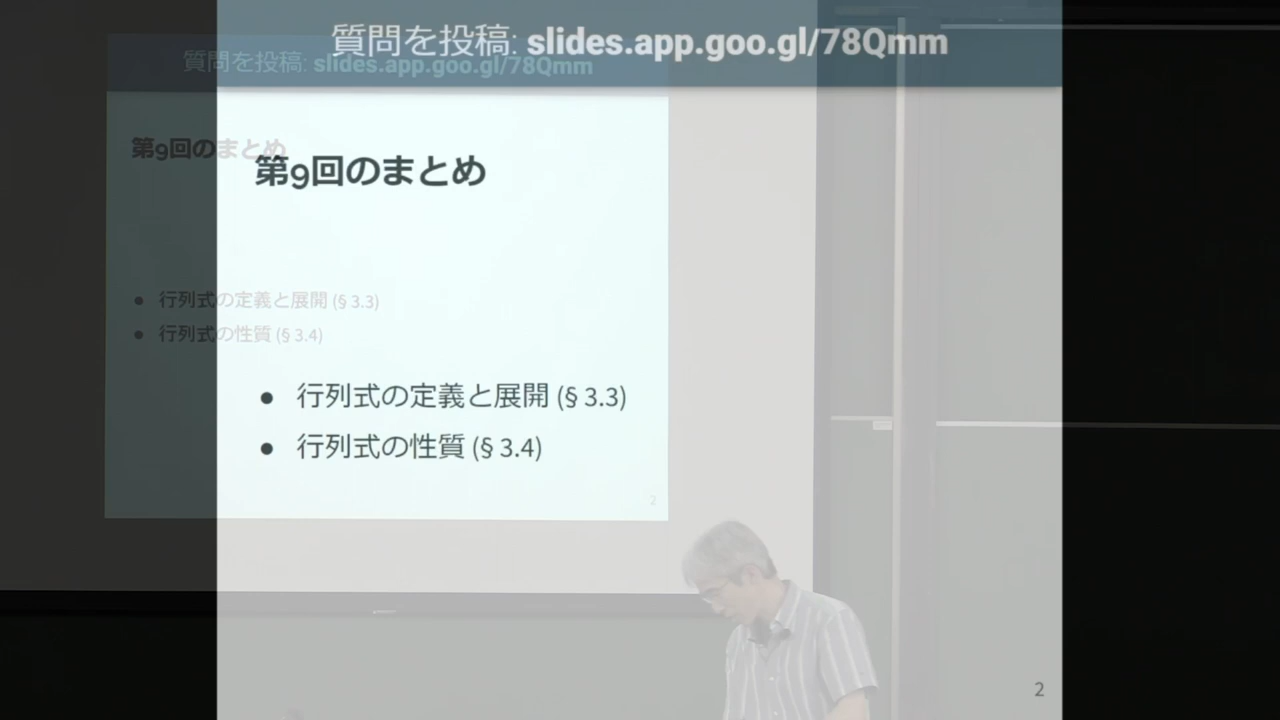 質問を投稿: slides.app.goo.gl/78Qmm
質問を投稿: slides.app.goo.gl/78Qmm
第9回のまとめ
第9回のまとめ
● 行列式の定義と展開 (§ 3.3)
● 行列式の性質 (§ 3.4)
● 行列式の定義と展開 (§ 3.3)
● 行列式の性質 (§ 3.4)
2
2